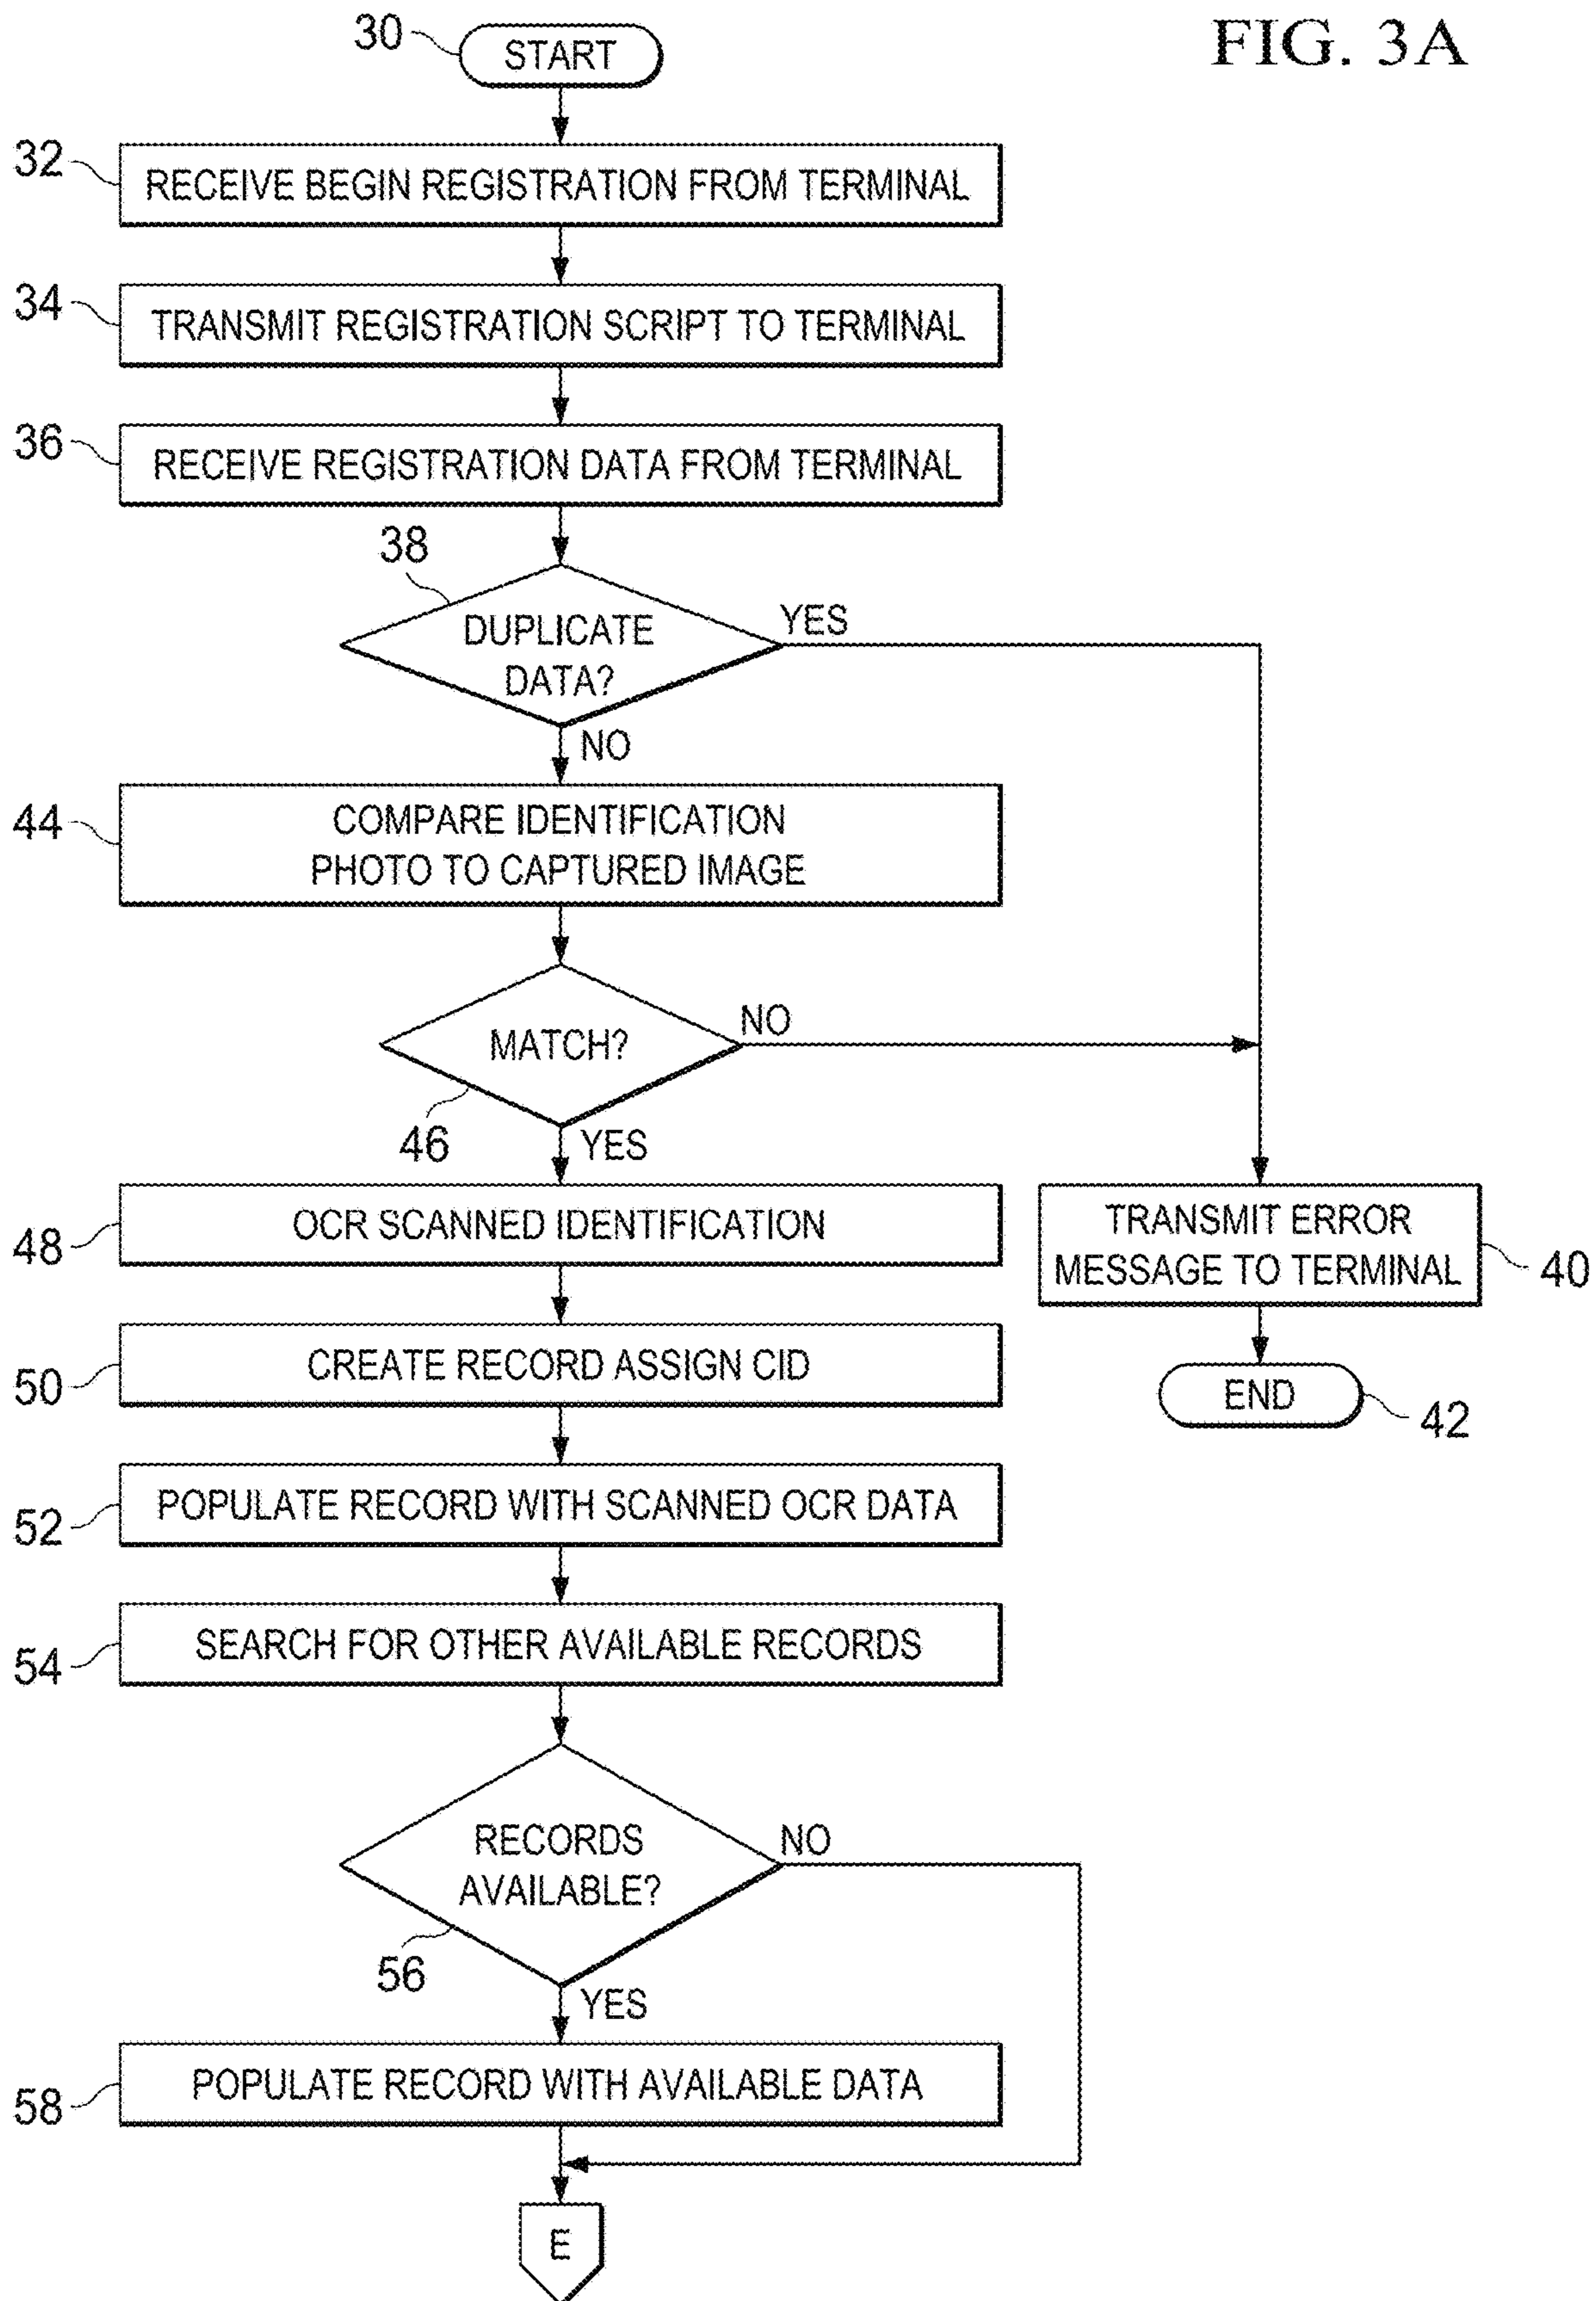 FIG. 3A
30
START
32
RECEIVE BEGIN REGISTRATION FROM TERMINAL
34
TRANSMIT REGISTRATION SCRIPT TO TERMINAL
36
RECEIVE REGISTRATION DATA FROM TERMINAL
38
DUPLICATE
DATA?
YES
NO
44
COMPARE IDENTIFICATION
PHOTO TO CAPTURED IMAGE
MATCH?
NO
46
YES
48
OCR SCANNED IDENTIFICATION
TRANSMIT ERROR
MESSAGE TO TERMINAL
40
50
CREATE RECORD ASSIGN CID
END
42
52
POPULATE RECORD WITH SCANNED OCR DATA
54
SEARCH FOR OTHER AVAILABLE RECORDS
RECORDS
AVAILABLE?
NO
56
YES
58
POPULATE RECORD WITH AVAILABLE DATA
E